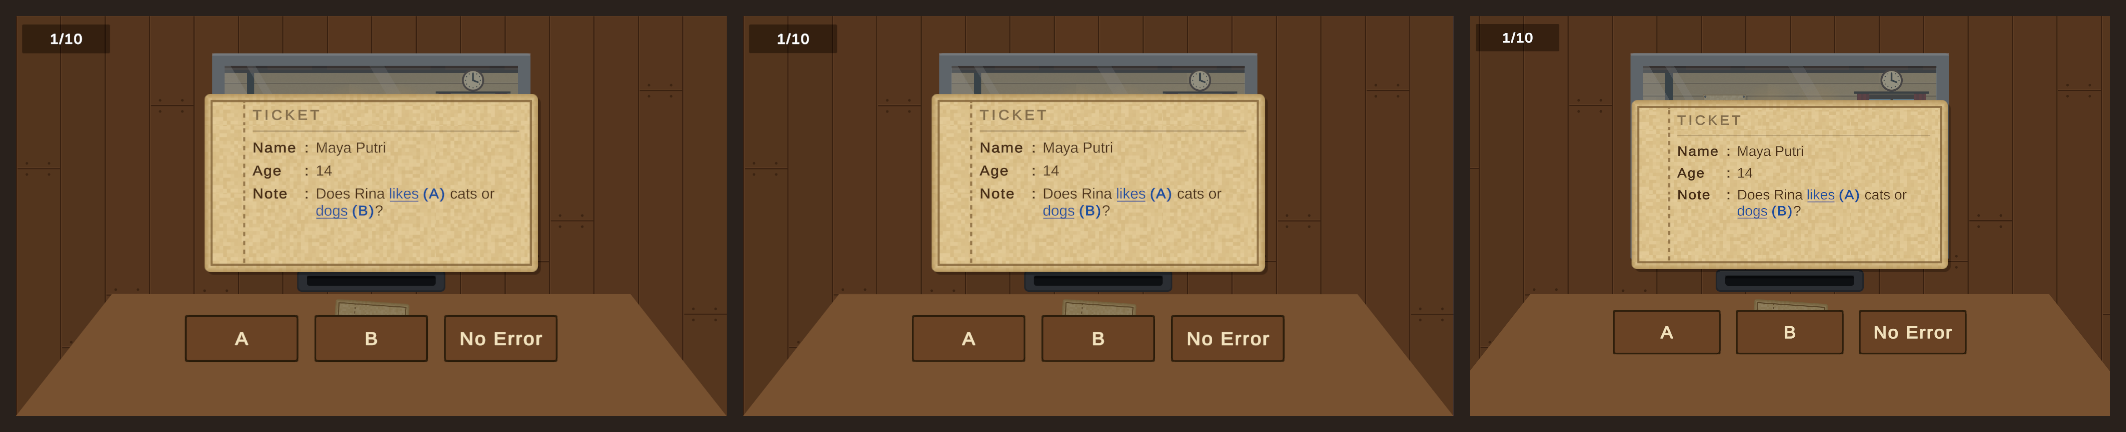 1/10
TICKET
Name : Maya Putri
Age : 14
Note : Does Rina likes (A) cats or
dogs (B)?
A
B
No Error
1/10
TICKET
Name : Maya Putri
Age : 14
Note : Does Rina likes (A) cats or
dogs (B)?
A
B
No Error
1/10
TICKET
Name : Maya Putri
Age : 14
Note : Does Rina likes (A) cats or
dogs (B)?
A
B
No Error